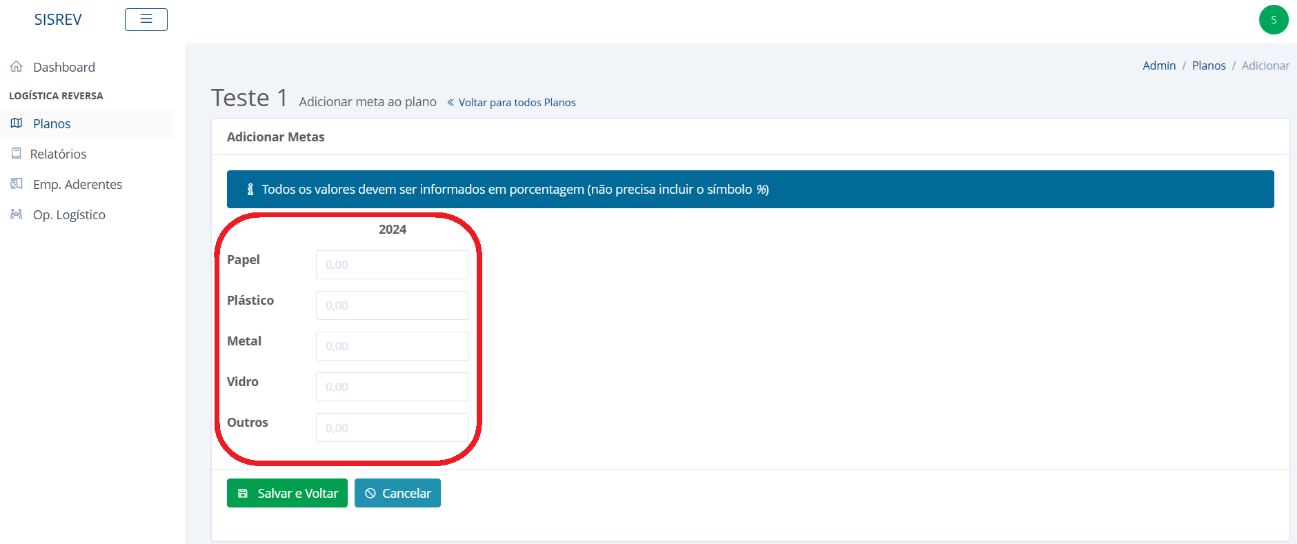 SISREV
S
Dashboard
Admin / Planos / Adicionar
LOGÍSTICA REVERSA
Teste 1 Adicionar meta ao plano « Voltar para todos Planos
Planos
Adicionar Metas
Relatórios
Emp. Aderentes
Todos os valores devem ser informados em porcentagem (não precisa incluir o símbolo %)
Op. Logístico
2024
Papel 0,00
Plástico 0,00
Metal 0,00
Vidro 0,00
Outros 0,00
Salvar e Voltar Cancelar